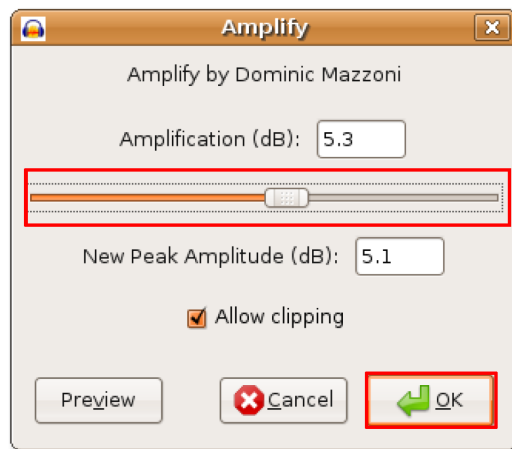 Amplify
Amplify by Dominic Mazzoni
Amplification (dB): 5.3
New Peak Amplitude (dB): 5.1
Allow clipping
Preview Cancel OK